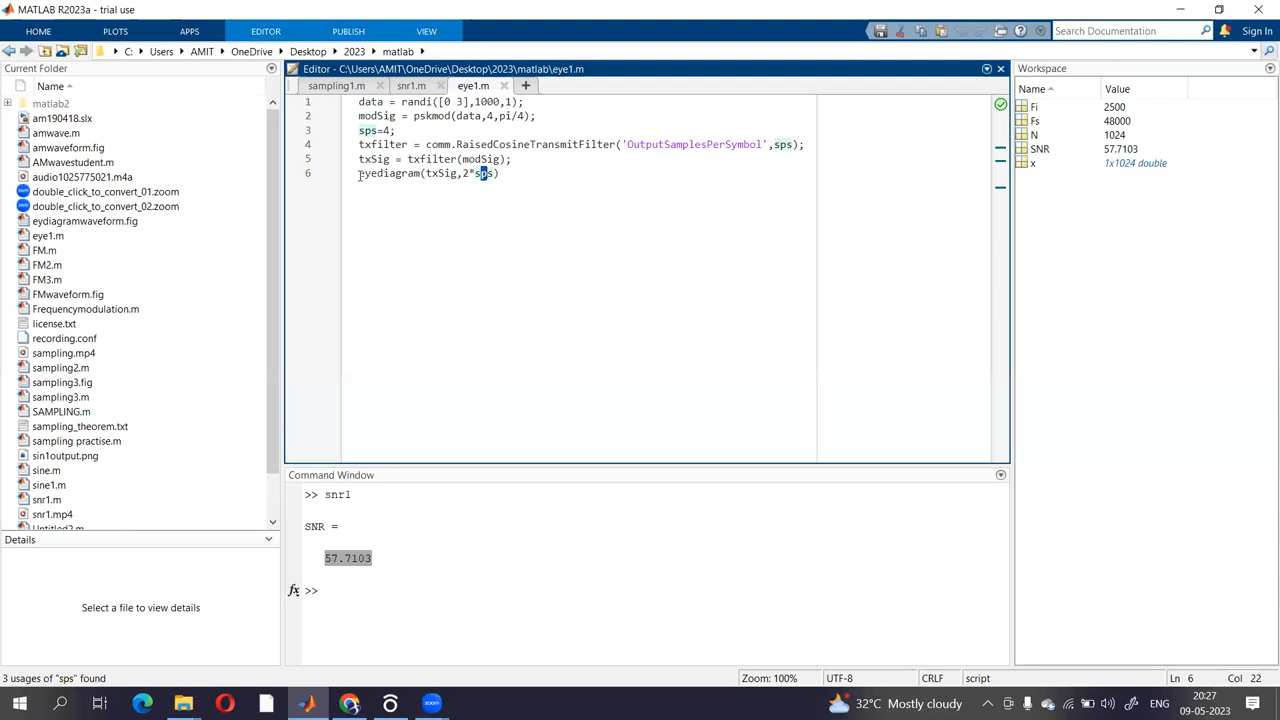 MATLAB R2023a - trial use
HOME PLOTS APPS EDITOR PUBLISH VIEW Search Documentation Sign In
C: Users AMIT OneDrive Desktop 2023 matlab
Current Folder
Name
matlab2
am190418.slx
amwave.m
amwaveform.fig
AMwavestudent.m
audio1025775021.m4a
double_click_to_convert_01.zoom
double_click_to_convert_02.zoom
eydiagramwaveform.fig
eye1.m
FM.m
FM2.m
FM3.m
FMwaveform.fig
Frequencymodulation.m
license.txt
recording.conf
sampling.mp4
sampling2.m
sampling3.fig
sampling3.m
SAMPLING.m
sampling_theorem.txt
sampling practise.m
sin1output.png
sine.m
sine1.m
snr1.m
snr1.mp4
Untitled2.m
Details
Select a file to view details
Editor - C:\Users\AMIT\OneDrive\Desktop\2023\matlab\eye1.m
sampling1.m snr1.m eye1.m
1 data = randi([0 3],1000,1);
2 modSig = pskmod(data,4,pi/4);
3 sps=4;
4 txfilter = comm.RaisedCosineTransmitFilter('OutputSamplesPerSymbol',sps);
5 txSig = txfilter(modSig);
6 eyediagram(txSig,2*sps)
Command Window
>> snr1
SNR =
57.7103
fx >>
Workspace
Name Value
Fi 2500
Fs 48000
N 1024
SNR 57.7103
x 1x1024 double
3 usages of "sps" found Zoom: 100% UTF-8 CRLF script Ln 6 Col 22
zoom
32°C Mostly cloudy
20:27
09-05-2023